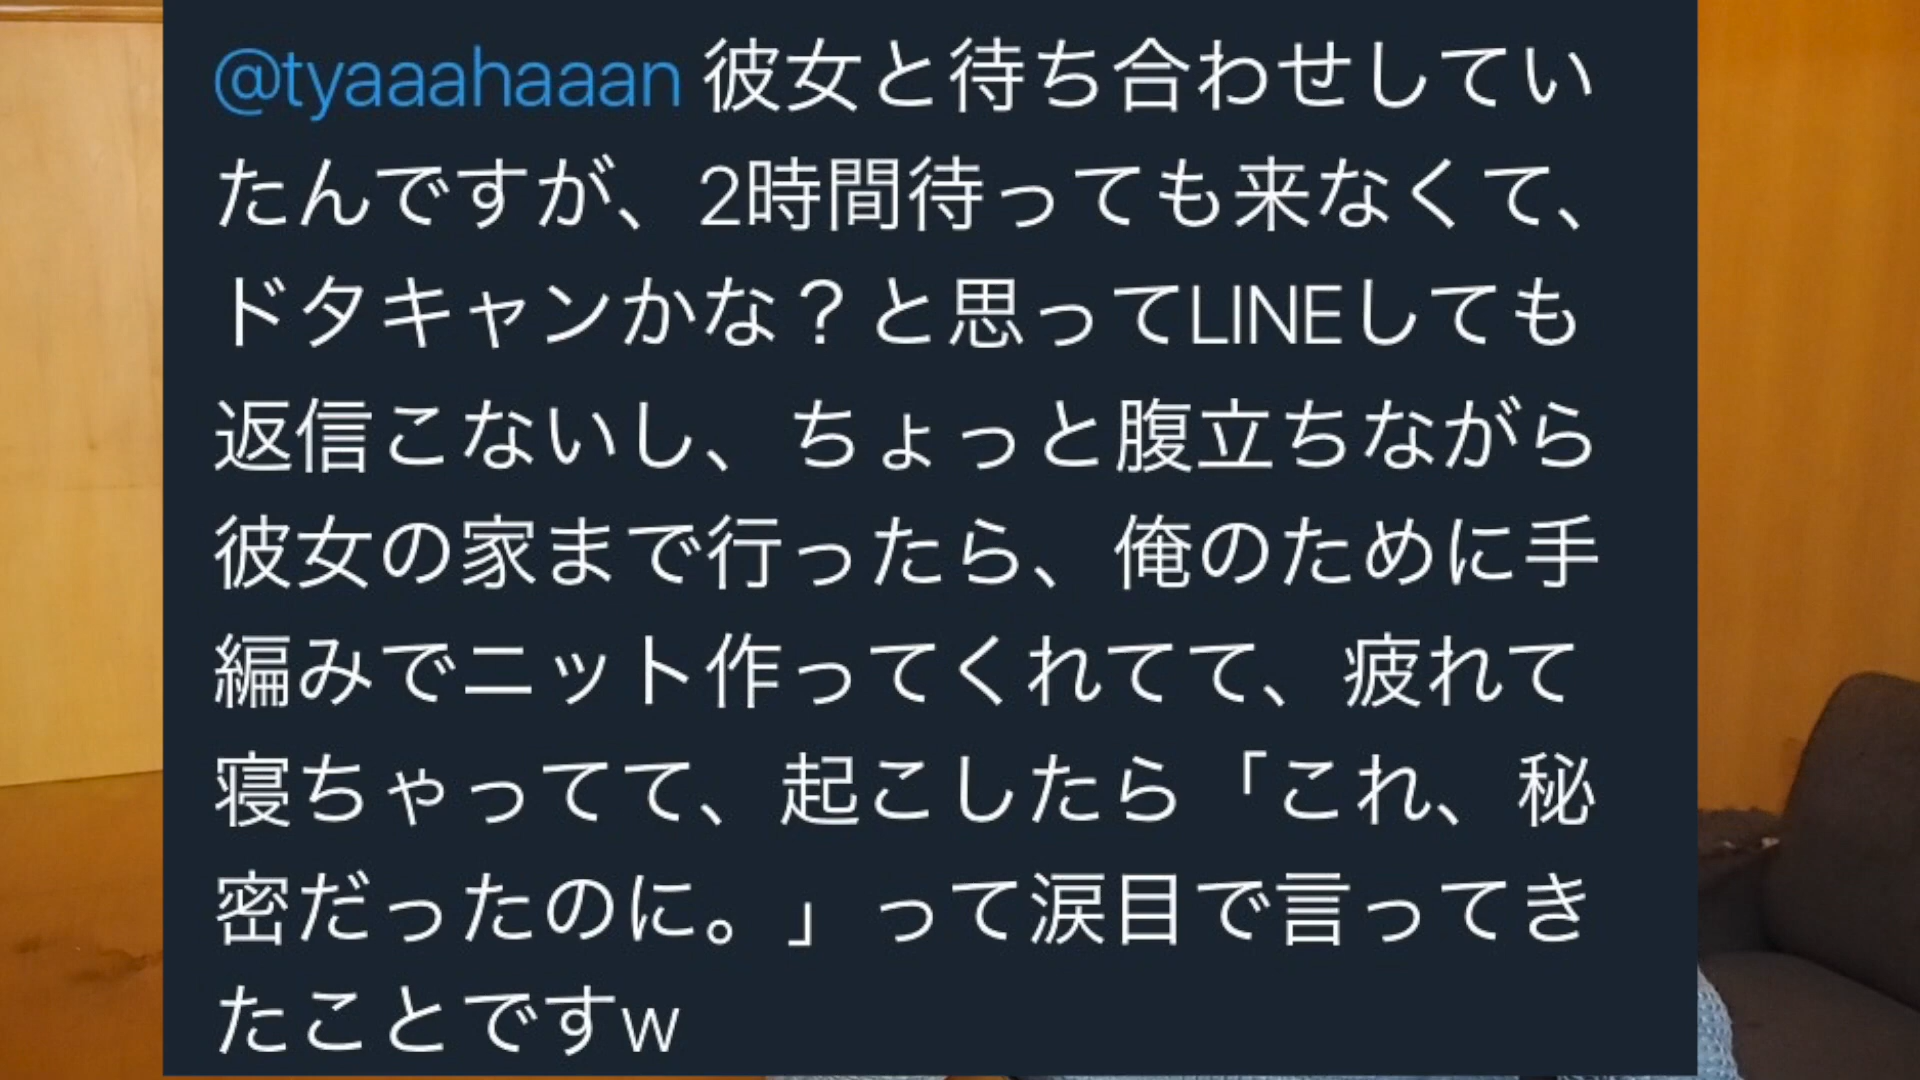 @tyaaahaaan 彼女と待ち合わせしてい
たんですが、2時間待っても来なくて、
ドタキャンかな？と思ってLINEしても
返信こないし、ちょっと腹立ちながら
彼女の家まで行ったら、俺のために手
編みでニット作ってくれてて、疲れて
寝ちゃってて、起こしたら「これ、秘
密だったのに。」って涙目で言ってき
たことですw